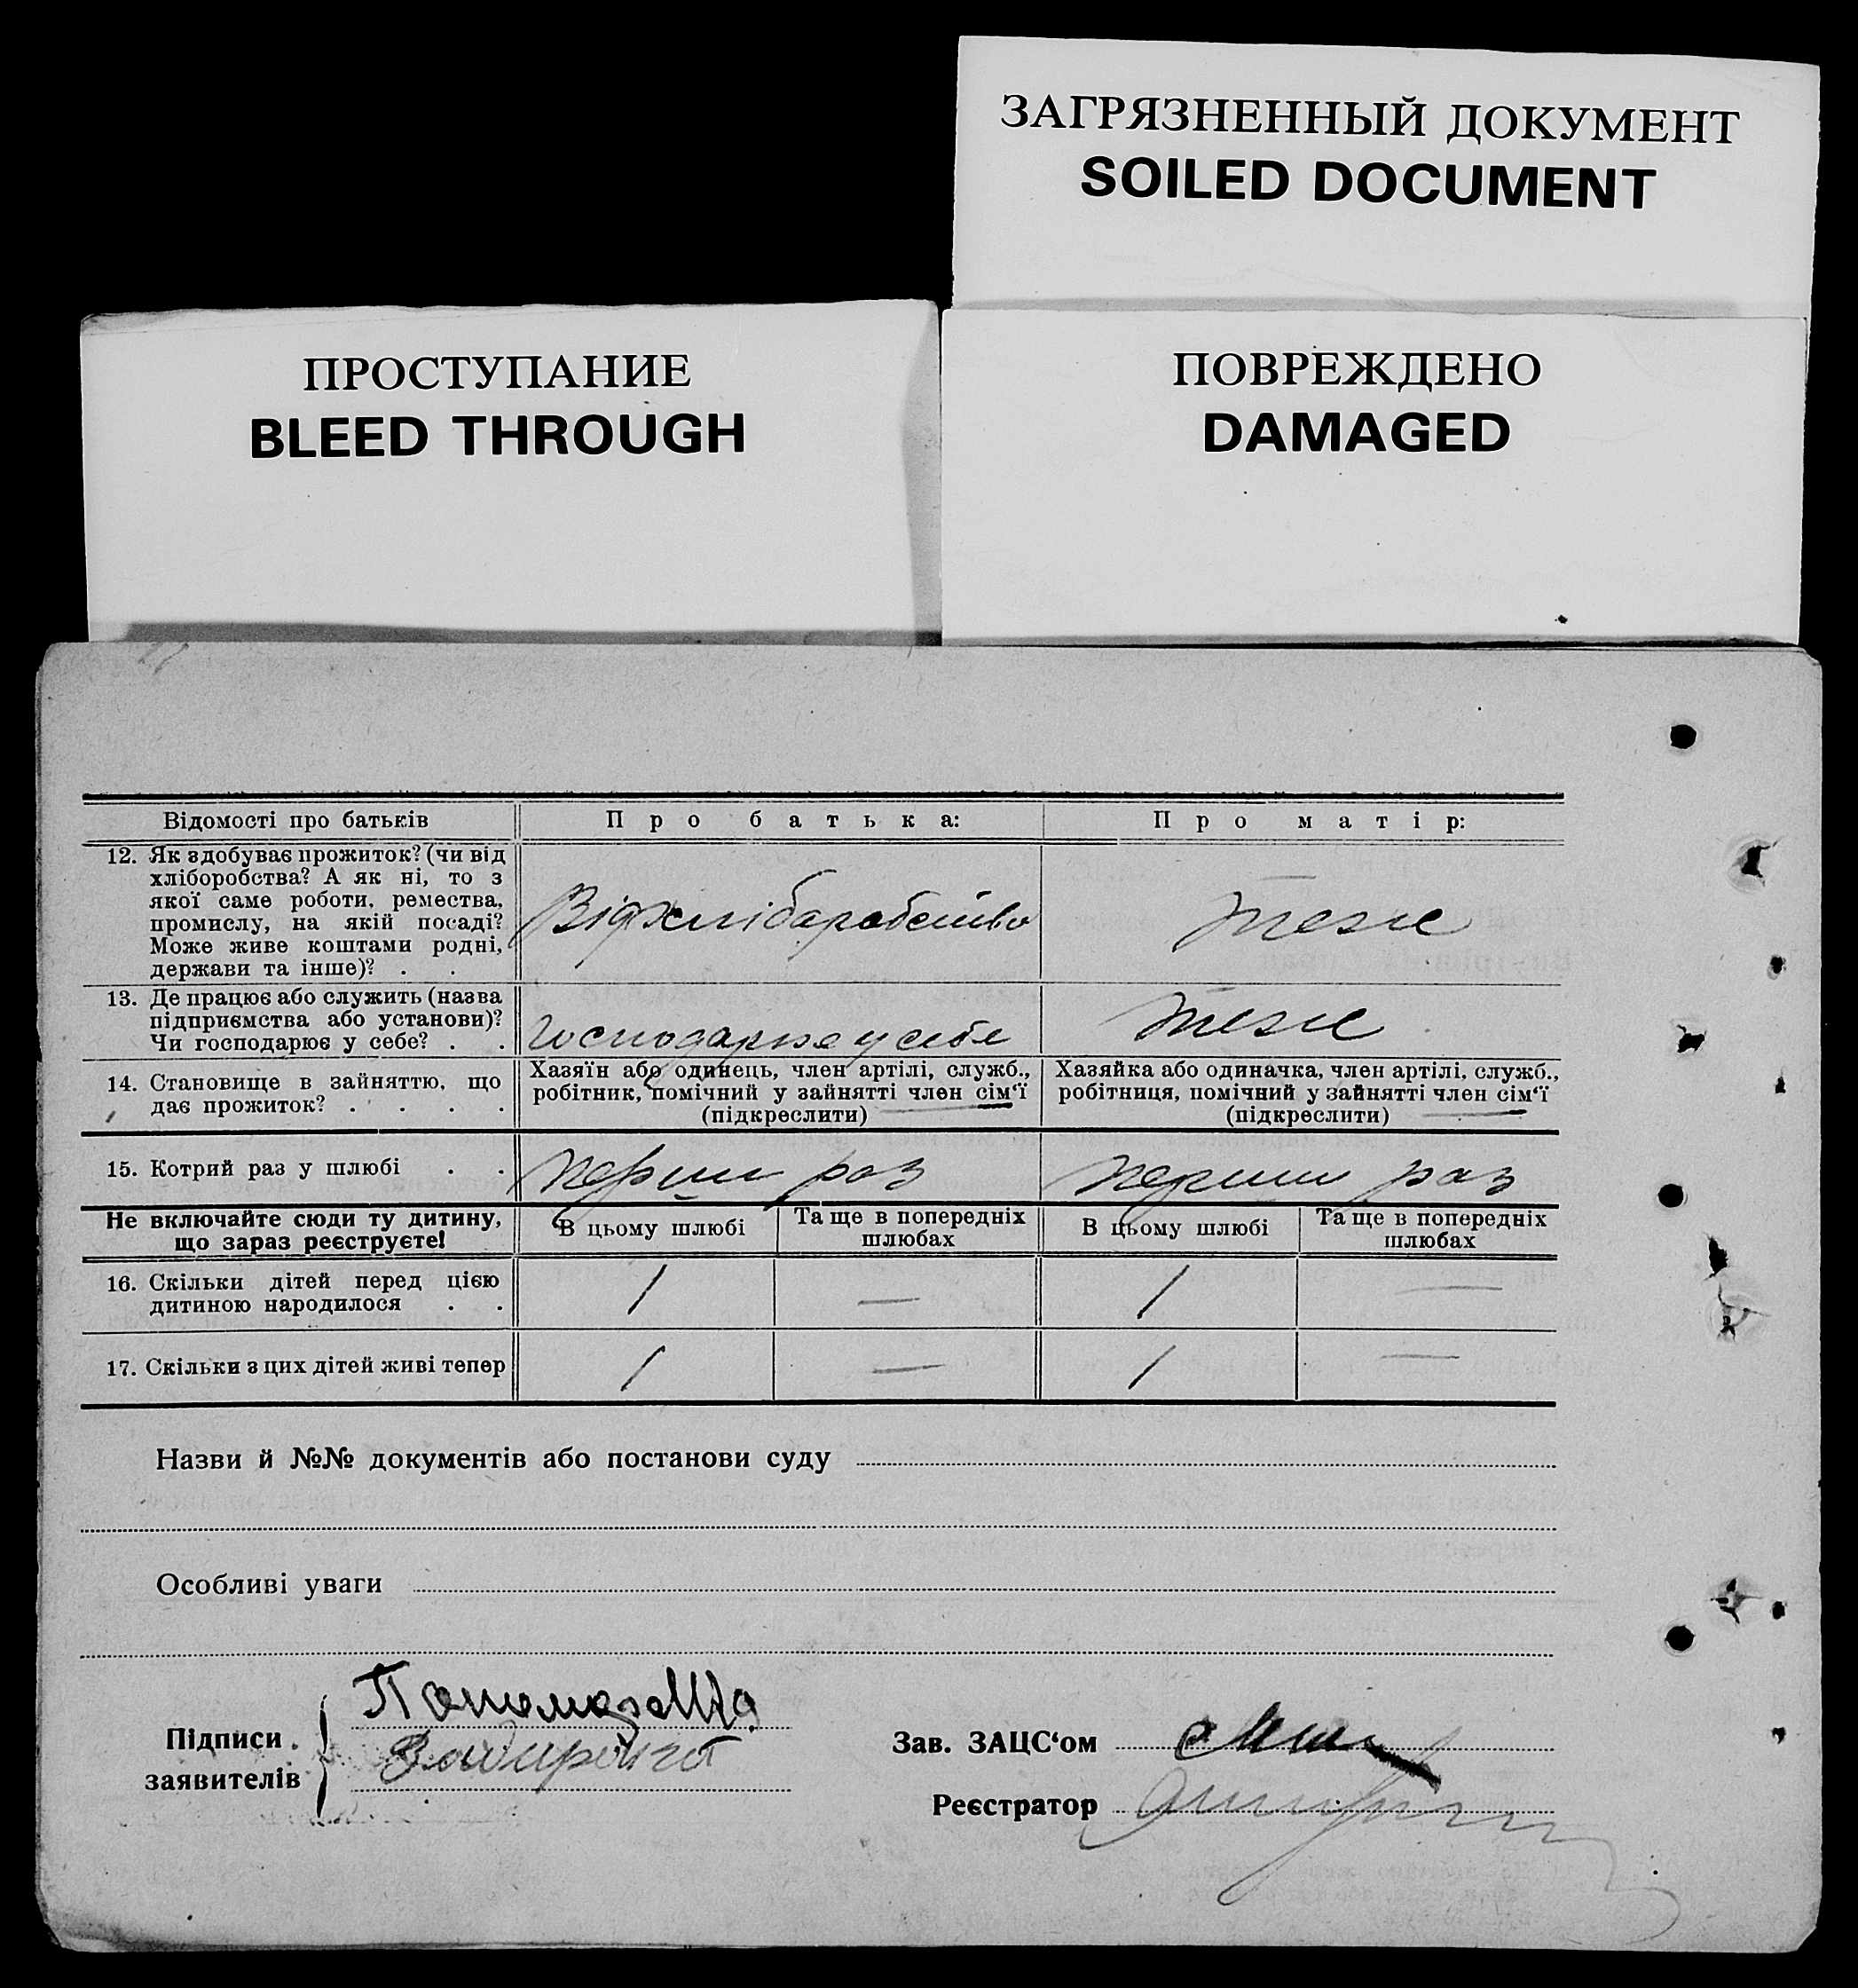 ЗАГРЯЗНЕННЫЙ ДОКУМЕНТ
SOILED DOCUMENT
ПРОСТУПАНИЕ
BLEED THROUGH
ПОВРЕЖДЕНО
DAMAGED
Відомості про батьків
Про батька:
Про матір:
12. Як здобуває прожиток? (чи від
хліборобства? А як ні, то з
якої саме роботи, ремества,
промислу, на якій посаді?
Може живе коштами родні,
держави та інше)? . .
Відхліборобство
теже
13. Де працює або служить (назва
підприємства або установи)?
Чи господарює у себе? . .
Господарює у себе
теже
14. Становище в зайняттю, що
дає прожиток? . . . .
Хазяїн або одинець, член артілі, служб.,
робітник, помічний у зайнятті член сім‘ї
(підкреслити)
Хазяйка або одиначка, член артілі, служб.,
робітниця, помічний у зайнятті член сім‘ї
(підкреслити)
15. Котрий раз у шлюбі . .
перший раз
перший раз
Не включайте сюди ту дитину,
що зараз реєструєте!
В цьому шлюбі
Та ще в попередніх
шлюбах
В цьому шлюбі
Та ще в попередніх
шлюбах
16. Скільки дітей перед цією
дитиною народилося . .
1 — 1 —
17. Скільки з цих дітей живі тепер
1 — 1 —
Назви й №№ документів або постанови суду
Особливі уваги
Підписи
заявителів
Зав. ЗАЦС‘ом
Реєстратор